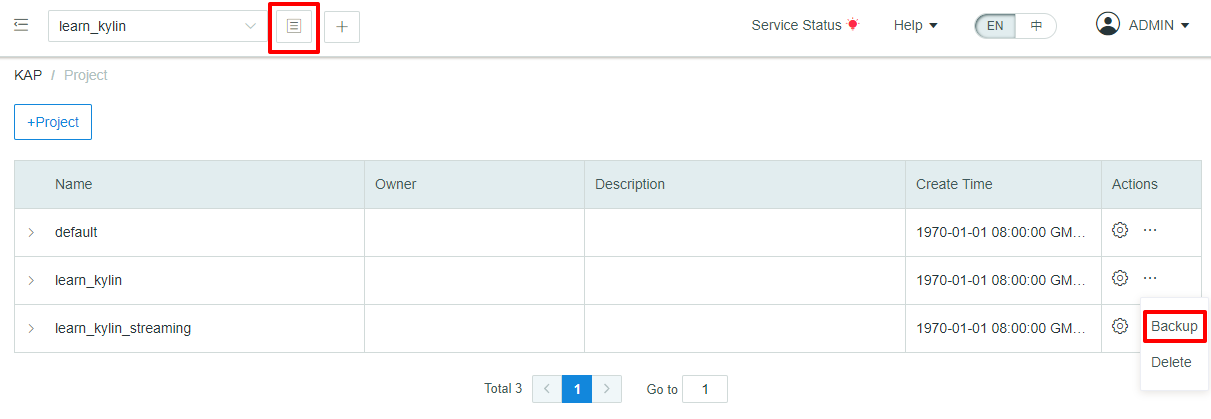 learn_kylin Service Status Help EN 中 ADMIN
KAP / Project
+Project
Name Owner Description Create Time Actions
default 1970-01-01 08:00:00 GM... ...
learn_kylin 1970-01-01 08:00:00 GM... ...
learn_kylin_streaming 1970-01-01 08:00:00 GM...
Backup
Delete
Total 3 < 1 > Go to 1